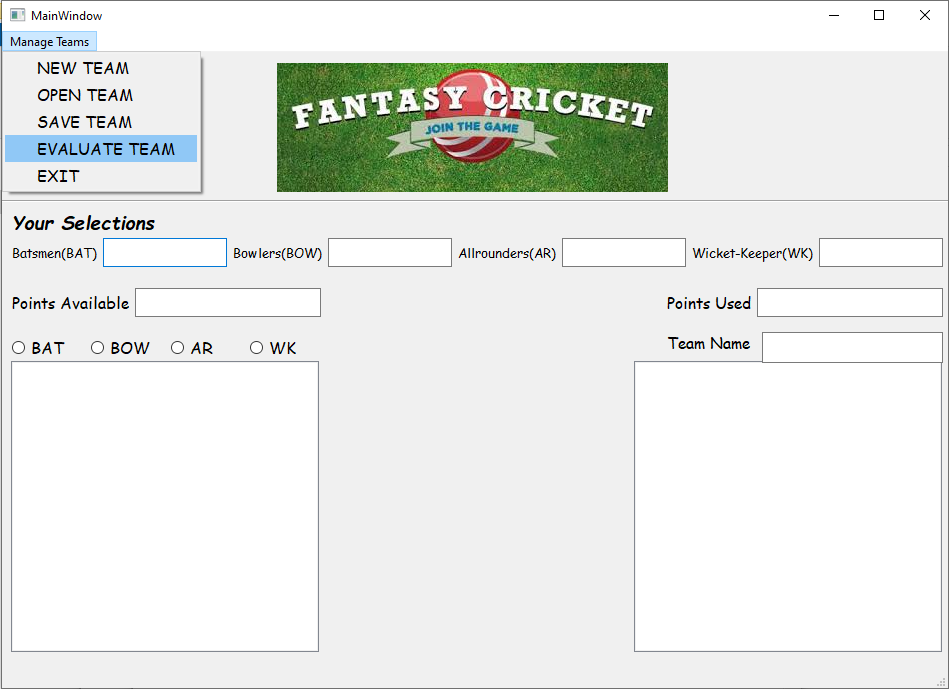 MainWindow
Manage Teams
NEW TEAM
OPEN TEAM
SAVE TEAM
EVALUATE TEAM
EXIT
FANTASY CRICKET
JOIN THE GAME
Your Selections
Batsmen(BAT) Bowlers(BOW) Allrounders(AR) Wicket-Keeper(WK)
Points Available Points Used
BAT BOW AR WK Team Name